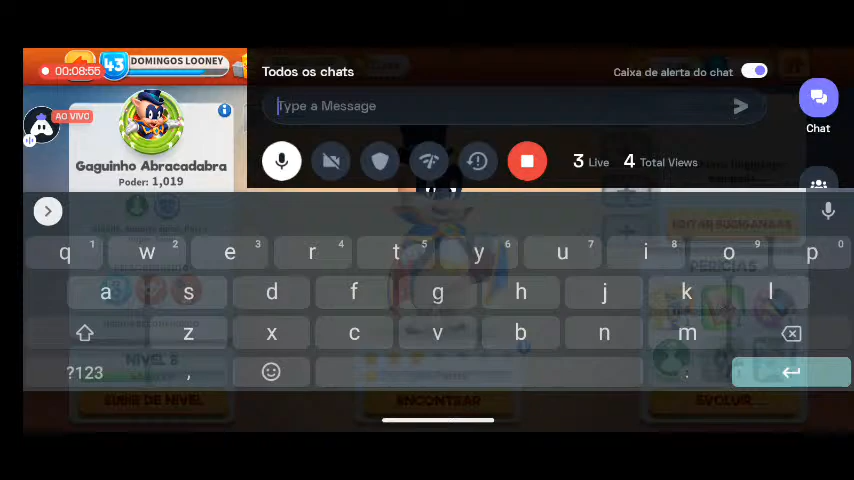 43
DOMINGOS LOONEY
00:08:55
AO VIVO
Gaguinho Abracadabra
Poder: 1,019
Todos os chats
Caixa de alerta do chat
Type a Message
Chat
3 Live 4 Total Views
EDITAR BUGIGANGAS
PERÍCIAS
q 1 w 2 e 3 r 4 t 5 y 6 u 7 i 8 o 9 p 0
a s d f g h j k l
z x c v b n m
NÍVEL 8
?123 , .
SUBIR DE NÍVEL
ENCONTRAR
EVOLUIR